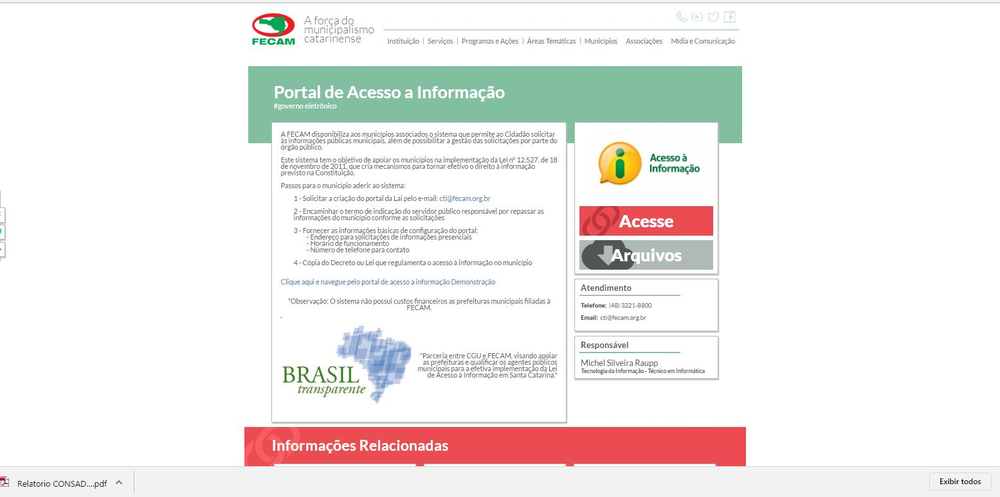 A força do
municipalismo
catarinense
FECAM
Instituição | Serviços | Programas e Ações | Áreas Temáticas | Municípios Associações Mídia e Comunicação
Portal de Acesso a Informação
#governo eletrônico
A FECAM disponibiliza aos municípios associados o sistema que permite ao Cidadão solicitar
às informações públicas municipais, além de possibilitar a gestão das solicitações por parte do
órgão público.
Este sistema tem o objetivo de apoiar os municípios na implementação da Lei nº 12.527, de 18
de novembro de 2011, que cria mecanismos para tornar efetivo o direito à informação
previsto na Constituição.
Passos para o município aderir ao sistema:
1 - Solicitar a criação do portal da Lai pelo e-mail: cti@fecam.org.br
2 - Encaminhar o termo de indicação do servidor público responsável por repassar as
informações do município conforme as solicitações
3 - Fornecer as informações básicas de configuração do portal:
- Endereço para solicitações de informações presenciais
- Horário de funcionamento
- Número de telefone para contato
4 - Cópia do Decreto ou Lei que regulamenta o acesso à informação no município
Clique aqui e navegue pelo portal de acesso à informação Demonstração
*Observação: O sistema não possui custos financeiros as prefeituras municipais filiadas à
FECAM.
-
BRASIL
transparente
"Parceria entre CGU e FECAM, visando apoiar
as prefeituras e qualificar os agentes públicos
municipais para a efetiva implementação da Lei
de Acesso à Informação em Santa Catarina."
Acesso à
Informação
Acesse
Arquivos
Atendimento
Telefone: (48) 3221-8800
Email: cti@fecam.org.br
Responsável
Michel Silveira Raupp
Tecnologia da Informação - Técnico em Informática
Informações Relacionadas
Relatorio CONSAD....pdf
Exibir todos